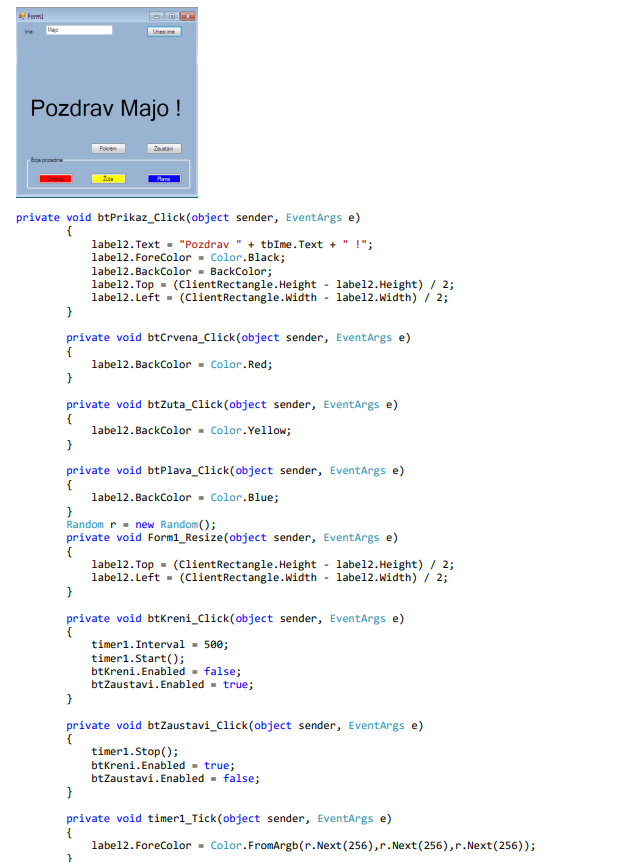 Form1
Ime
Majo
Unesi ime
Pozdrav Majo !
Pokreni
Zaustavi
Boja pozadine
Crvena
Žuta
Plava
private void btPrikaz_Click(object sender, EventArgs e)
{
label2.Text = "Pozdrav " + tbIme.Text + " !";
label2.ForeColor = Color.Black;
label2.BackColor = BackColor;
label2.Top = (ClientRectangle.Height - label2.Height) / 2;
label2.Left = (ClientRectangle.Width - label2.Width) / 2;
}
private void btCrvena_Click(object sender, EventArgs e)
{
label2.BackColor = Color.Red;
}
private void btZuta_Click(object sender, EventArgs e)
{
label2.BackColor = Color.Yellow;
}
private void btPlava_Click(object sender, EventArgs e)
{
label2.BackColor = Color.Blue;
}
Random r = new Random();
private void Form1_Resize(object sender, EventArgs e)
{
label2.Top = (ClientRectangle.Height - label2.Height) / 2;
label2.Left = (ClientRectangle.Width - label2.Width) / 2;
}
private void btKreni_Click(object sender, EventArgs e)
{
timer1.Interval = 500;
timer1.Start();
btKreni.Enabled = false;
btZaustavi.Enabled = true;
}
private void btZaustavi_Click(object sender, EventArgs e)
{
timer1.Stop();
btKreni.Enabled = true;
btZaustavi.Enabled = false;
}
private void timer1_Tick(object sender, EventArgs e)
{
label2.ForeColor = Color.FromArgb(r.Next(256),r.Next(256),r.Next(256));
}